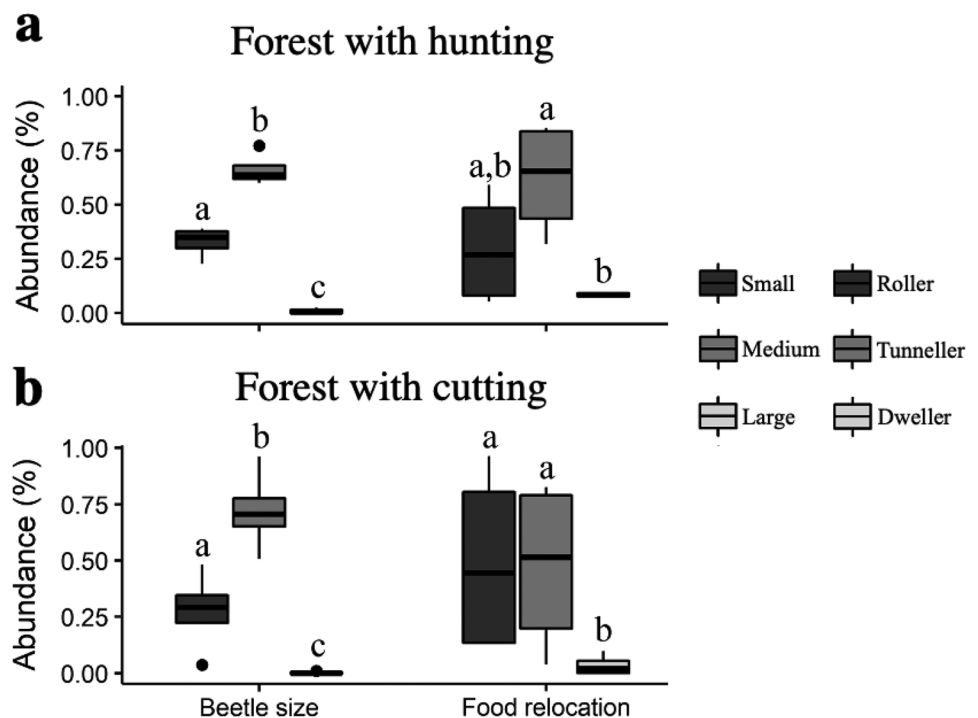 a
Forest with hunting
Abundance (%)
1.00
0.75
0.50
0.25
0.00
a
b
c
a,b
a
b
Small
Roller
Medium
Tunneller
Large
Dweller
b
Forest with cutting
Abundance (%)
1.00
0.75
0.50
0.25
0.00
a
b
c
a
a
b
Beetle size
Food relocation